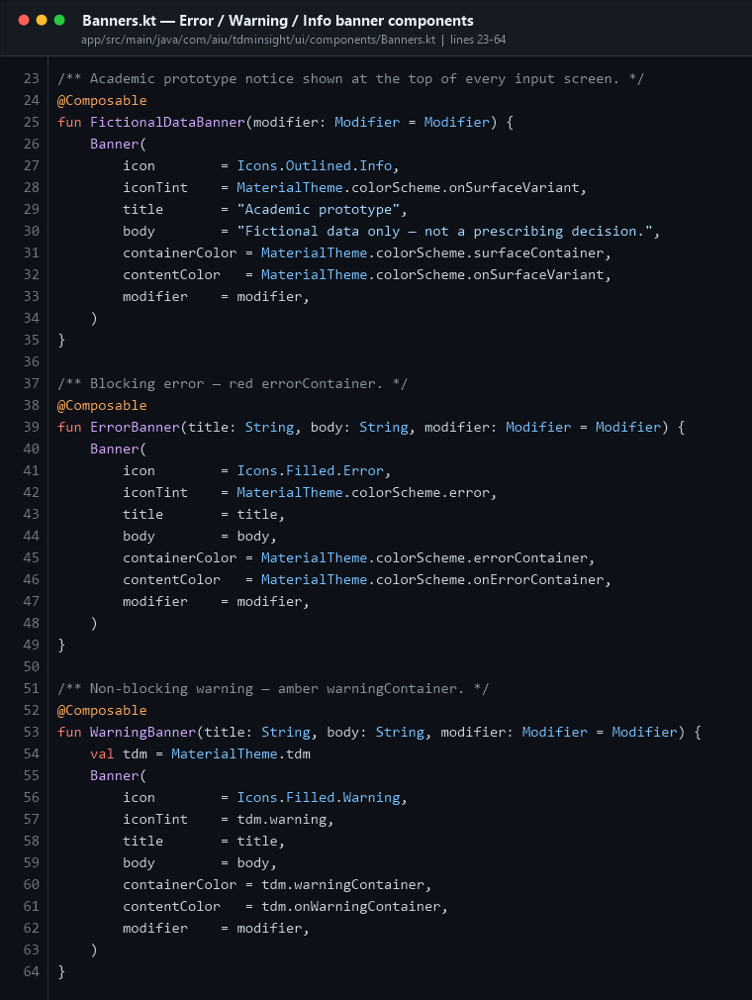 Banners.kt — Error / Warning / Info banner components
app/src/main/java/com/aiu/tdminsight/ui/components/Banners.kt | lines 23-64
23 /** Academic prototype notice shown at the top of every input screen. */
24 @Composable
25 fun FictionalDataBanner(modifier: Modifier = Modifier) {
26     Banner(
27         icon        = Icons.Outlined.Info,
28         iconTint    = MaterialTheme.colorScheme.onSurfaceVariant,
29         title       = "Academic prototype",
30         body        = "Fictional data only — not a prescribing decision.",
31         containerColor = MaterialTheme.colorScheme.surfaceContainer,
32         contentColor   = MaterialTheme.colorScheme.onSurfaceVariant,
33         modifier    = modifier,
34     )
35 }
36
37 /** Blocking error — red errorContainer. */
38 @Composable
39 fun ErrorBanner(title: String, body: String, modifier: Modifier = Modifier) {
40     Banner(
41         icon        = Icons.Filled.Error,
42         iconTint    = MaterialTheme.colorScheme.error,
43         title       = title,
44         body        = body,
45         containerColor = MaterialTheme.colorScheme.errorContainer,
46         contentColor   = MaterialTheme.colorScheme.onErrorContainer,
47         modifier    = modifier,
48     )
49 }
50
51 /** Non-blocking warning — amber warningContainer. */
52 @Composable
53 fun WarningBanner(title: String, body: String, modifier: Modifier = Modifier) {
54     val tdm = MaterialTheme.tdm
55     Banner(
56         icon        = Icons.Filled.Warning,
57         iconTint    = tdm.warning,
58         title       = title,
59         body        = body,
60         containerColor = tdm.warningContainer,
61         contentColor   = tdm.onWarningContainer,
62         modifier    = modifier,
63     )
64 }